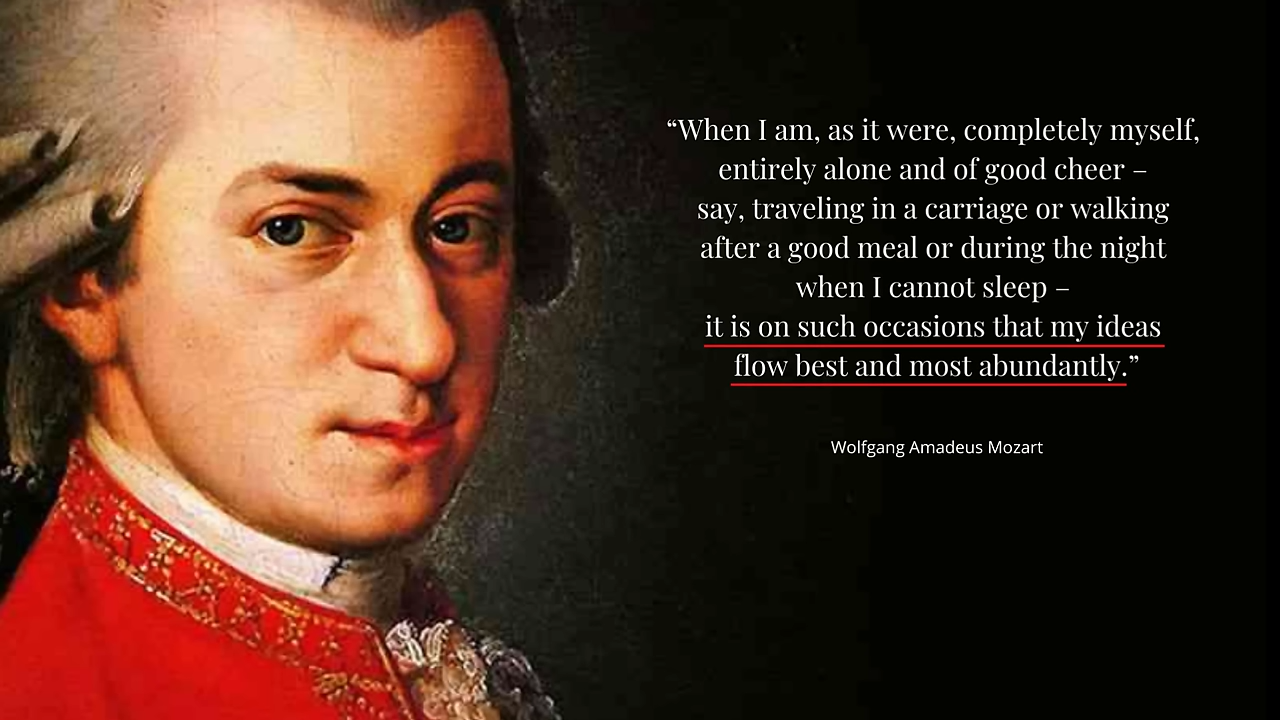 “When I am, as it were, completely myself,
entirely alone and of good cheer –
say, traveling in a carriage or walking
after a good meal or during the night
when I cannot sleep –
it is on such occasions that my ideas
flow best and most abundantly.”
Wolfgang Amadeus Mozart